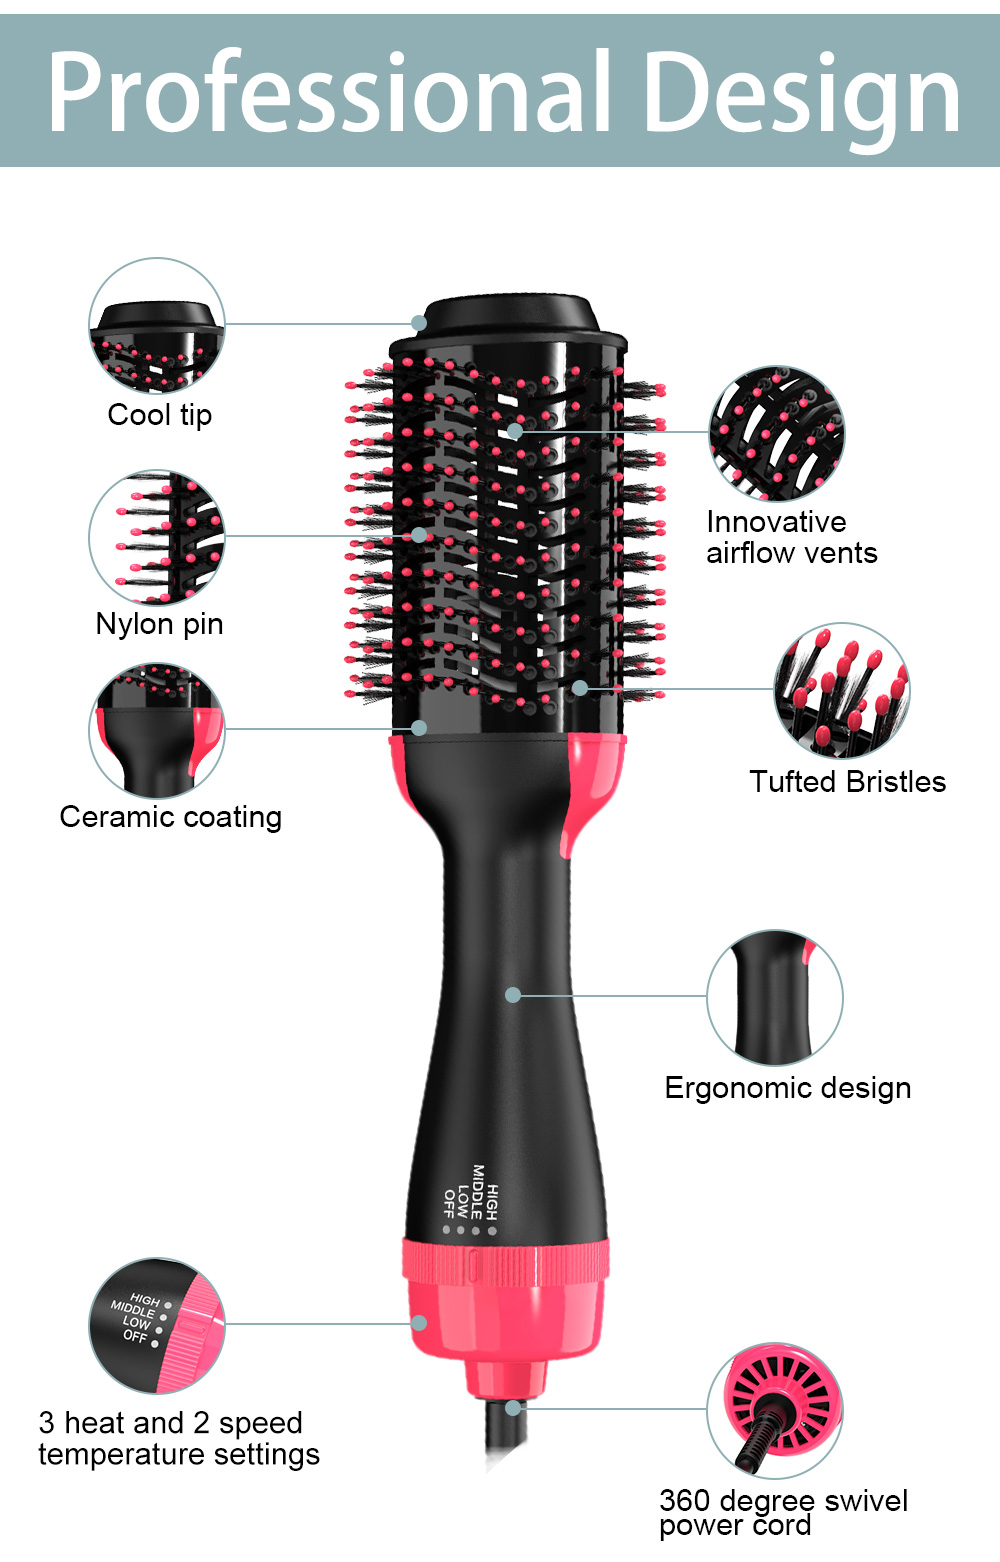 Professional Design
Cool tip
Innovative
airflow vents
Nylon pin
Tufted Bristles
Ceramic coating
Ergonomic design
HIGH
MIDDLE
LOW
OFF
HIGH
MIDDLE
LOW
OFF
3 heat and 2 speed
temperature settings
360 degree swivel
power cord